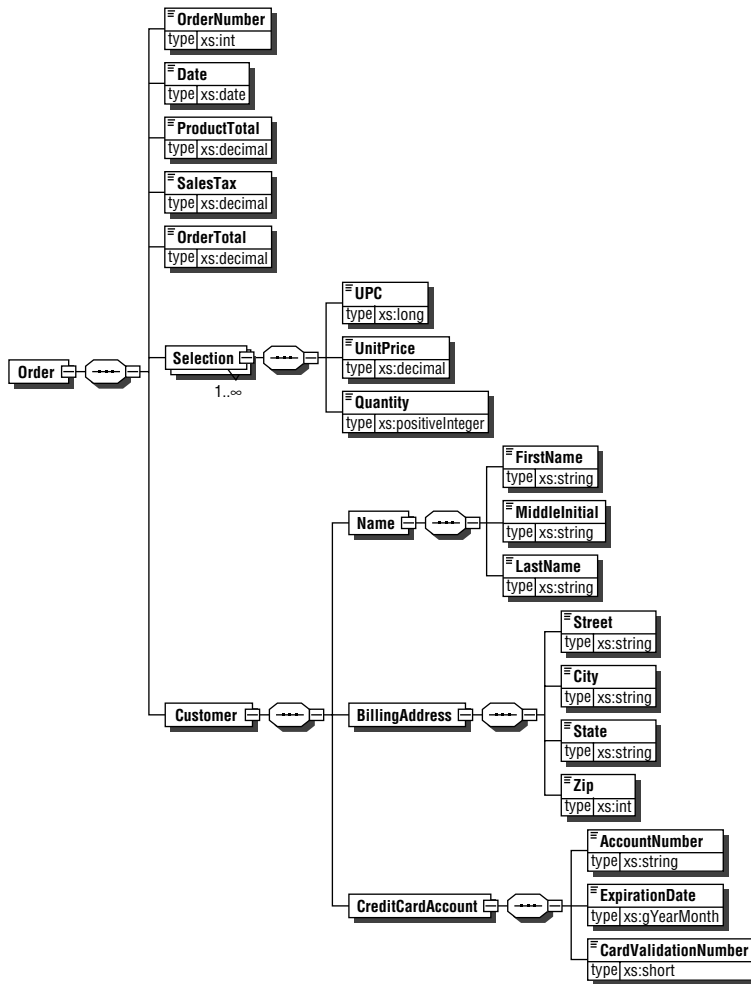 OrderNumber
type xs:int
Date
type xs:date
ProductTotal
type xs:decimal
SalesTax
type xs:decimal
OrderTotal
type xs:decimal
UPC
type xs:long
Order
Selection
1..∞
UnitPrice
type xs:decimal
Quantity
type xs:positiveInteger
FirstName
type xs:string
Name
MiddleInitial
type xs:string
LastName
type xs:string
Street
type xs:string
City
type xs:string
Customer
BillingAddress
State
type xs:string
Zip
type xs:int
AccountNumber
type xs:string
CreditCardAccount
ExpirationDate
type xs:gYearMonth
CardValidationNumber
type xs:short